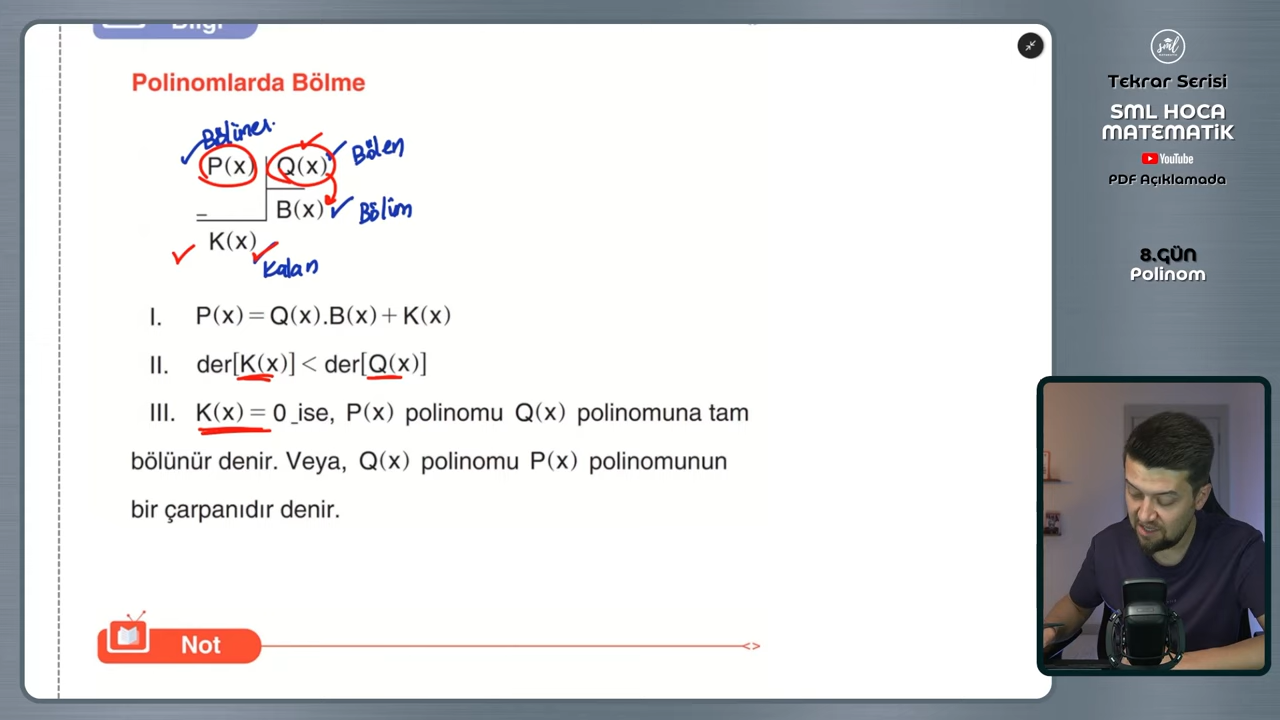 Bilgi
Polinomlarda Bölme
Bölünen
P(x) Q(x) Bölen
B(x) Bölüm
K(x)
Kalan
I. P(x) = Q(x).B(x) + K(x)
II. der[K(x)] < der[Q(x)]
III. K(x) = 0 ise, P(x) polinomu Q(x) polinomuna tam
bölünür denir. Veya, Q(x) polinomu P(x) polinomunun
bir çarpanıdır denir.
Not
sml
Tekrar Serisi
SML HOCA
MATEMATİK
YouTube
PDF Açıklamada
8.GÜN
Polinom